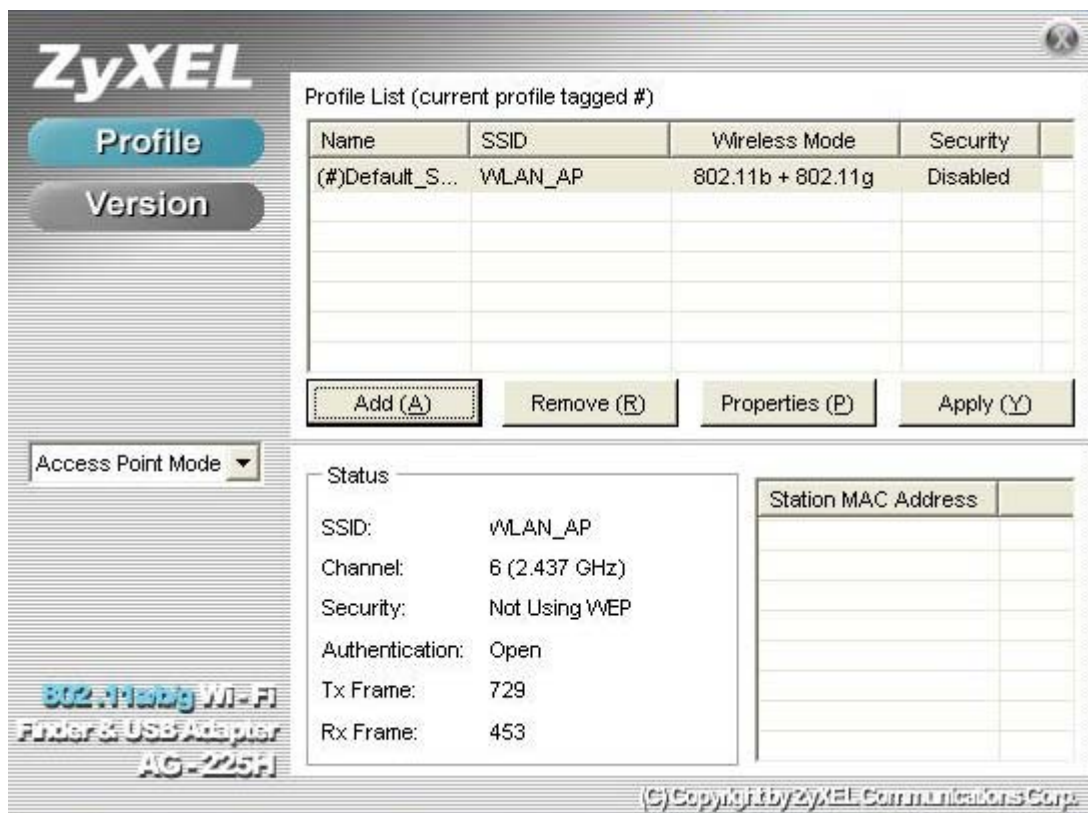 ZyXEL
Profile
Version
Profile List (current profile tagged #)
Name SSID Wireless Mode Security
(#)Default_S... WLAN_AP 802.11b + 802.11g Disabled
Add (A) Remove (R) Properties (P) Apply (Y)
Access Point Mode
Status
SSID: WLAN_AP
Channel: 6 (2.437 GHz)
Security: Not Using WEP
Authentication: Open
Tx Frame: 729
Rx Frame: 453
Station MAC Address
802.11a/b/g Wi-Fi
Finder & USB Adapter
AG-225H
(C) Copyright by ZyXEL Communications Corp.